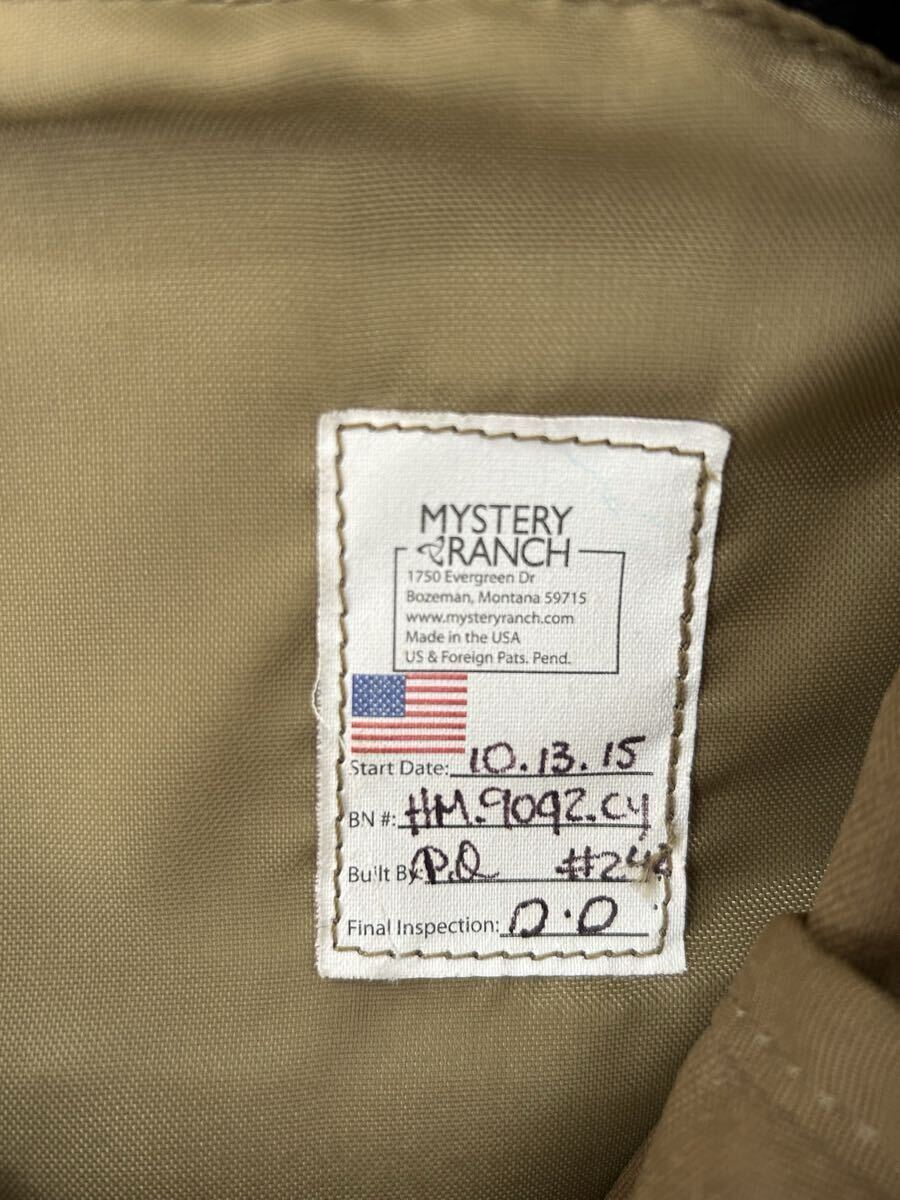 MYSTERY
RANCH
1750 Evergreen Dr
Bozeman, Montana 59715
www.mysteryranch.com
Made in the USA
US & Foreign Pats. Pend.
Start Date: 10.13.15
BN #: HM.9092.CY
Built By: P.Q
Final Inspection: D.D